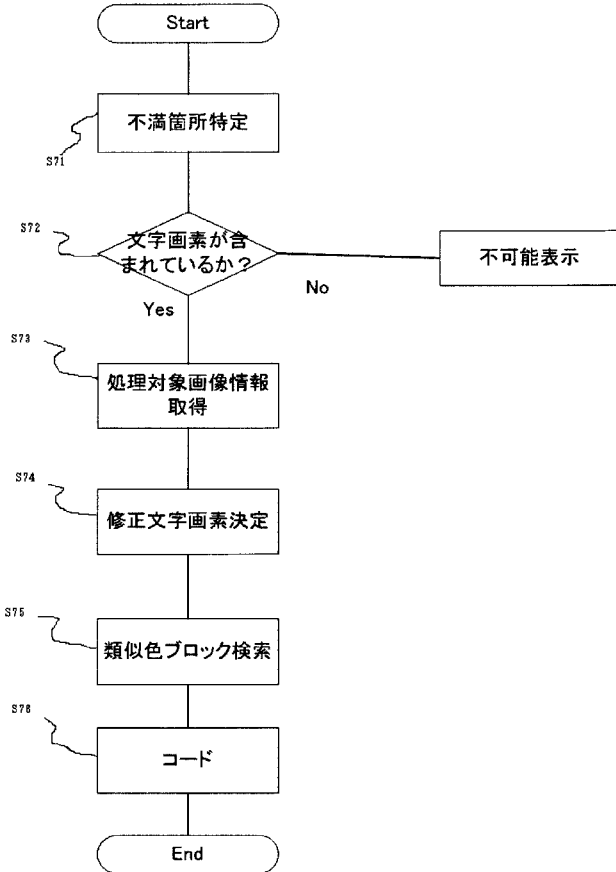 Start
不満箇所特定
S71
S72
文字画素が含
まれているか?
不可能表示
No
Yes
S73
処理対象画像情報
取得
S74
修正文字画素決定
S75
類似色ブロック検索
S76
コード
End